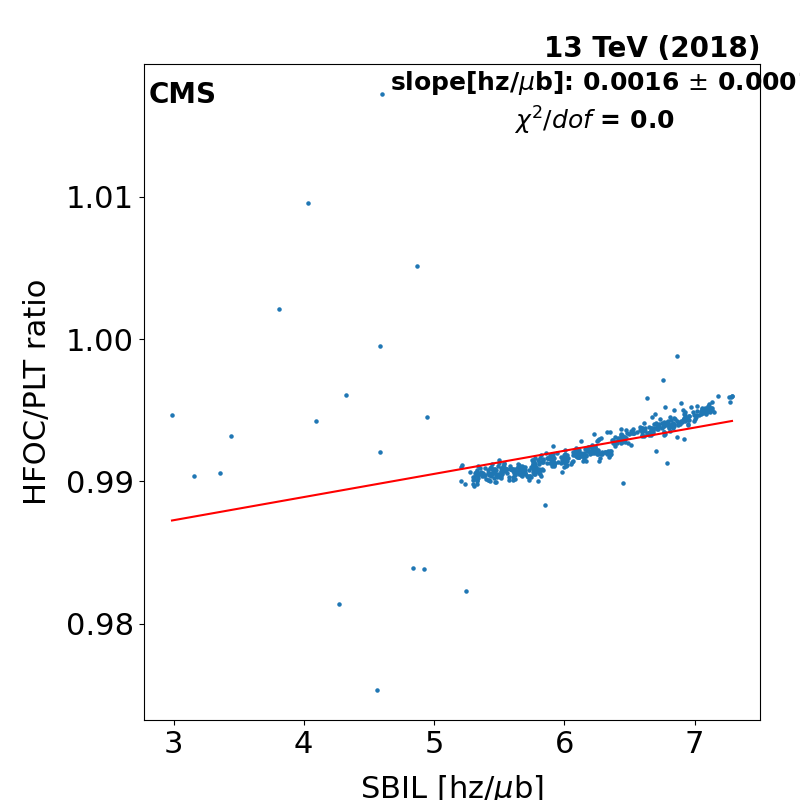 13 TeV (2018)
CMS
slope[hz/μb]: 0.0016 ± 0.000
χ²/dof = 0.0
1.01
1.00
0.99
0.98
HFOC/PLT ratio
3 4 5 6 7
SBIL [hz/μb]